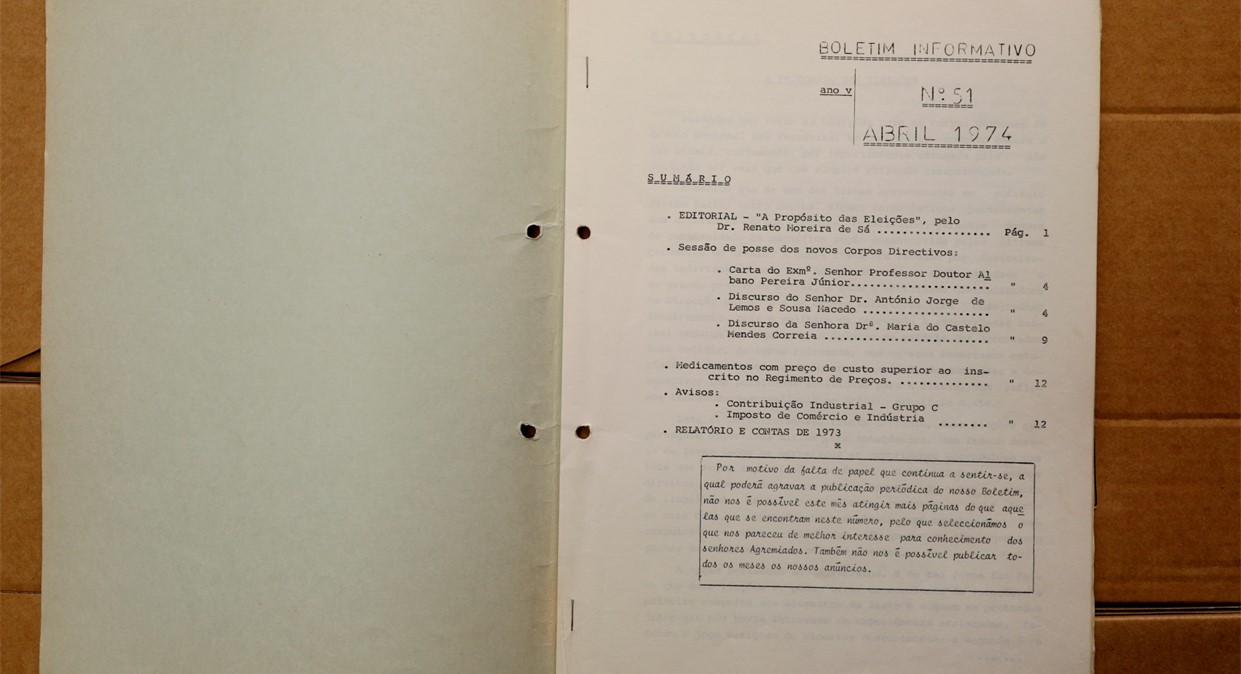 BOLETIM INFORMATIVO
ano V
Nº. 51
ABRIL 1974
SUMÁRIO
. EDITORIAL - "A Propósito das Eleições", pelo
Dr. Renato Moreira de Sá ................. Pág. 1
. Sessão de posse dos novos Corpos Directivos:
. Carta do Exmº. Senhor Professor Doutor Al
bano Pereira Júnior..................... " 4
. Discurso do Senhor Dr. António Jorge de
Lemos e Sousa Macedo ................... " 4
. Discurso da Senhora Drª. Maria do Castelo
Mendes Correia ......................... " 9
. Medicamentos com preço de custo superior ao ins-
crito no Regimento de Preços. .............. " 12
. Avisos:
. Contribuição Industrial - Grupo C
. Imposto de Comércio e Indústria ........ " 12
. RELATÓRIO E CONTAS DE 1973
x
Por motivo da falta de papel que continua a sentir-se, a
qual poderá agravar a publicação periódica do nosso Boletim,
não nos é possível este mês atingir mais páginas do que aque
las que se encontram neste número, pelo que seleccionámos o
que nos pareceu de melhor interesse para conhecimento dos
senhores Agremiados. Também não nos é possível publicar to-
dos os meses os nossos anúncios.